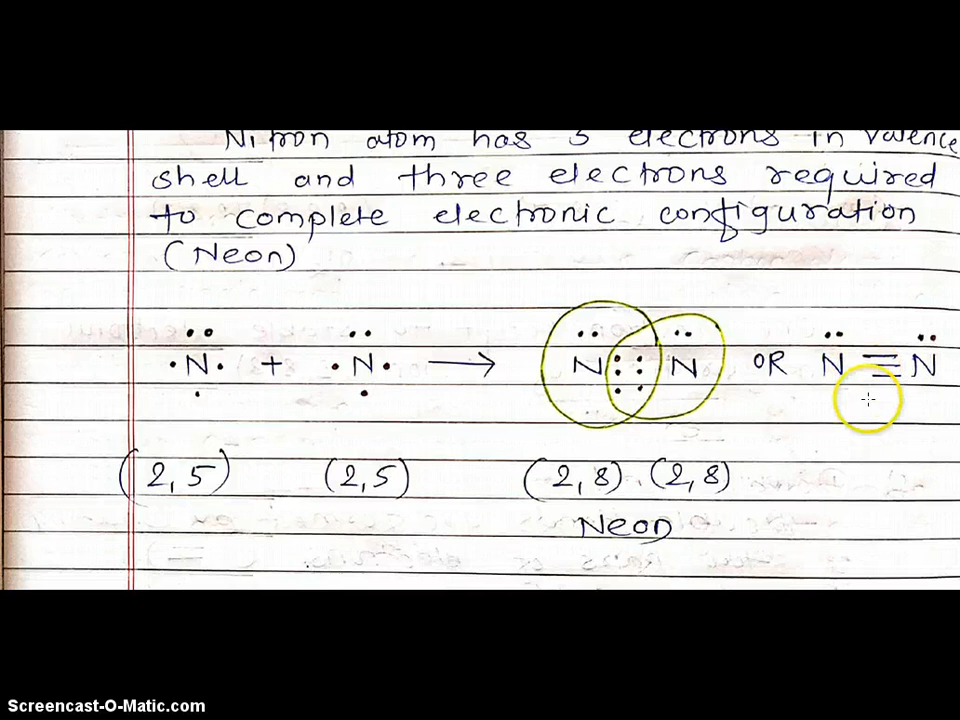 atom has 5 electrons in valence
shell and three electrons required
to complete electronic configuration
(Neon)
N + N → N N OR N ≡ N
(2,5) (2,5) (2,8) (2,8)
Neon
Screencast-O-Matic.com